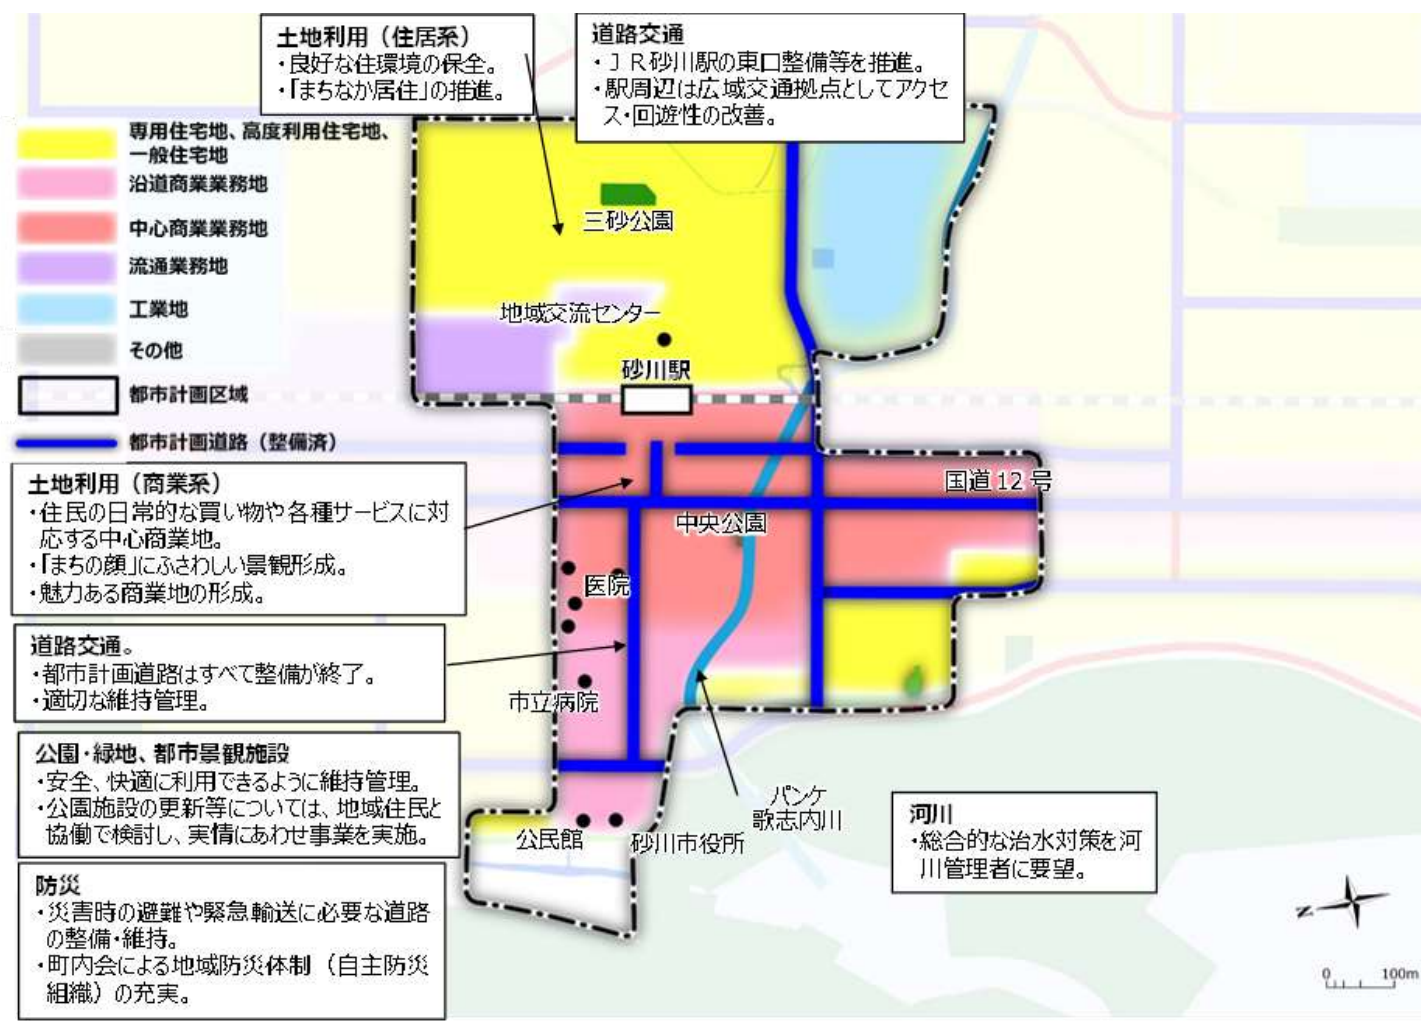 土地利用（住居系）
・良好な住環境の保全。
・「まちなか居住」の推進。
道路交通
・ＪＲ砂川駅の東口整備等を推進。
・駅周辺は広域交通拠点としてアクセ
ス・回遊性の改善。
専用住宅地、高度利用住宅地、
一般住宅地
沿道商業業務地
中心商業業務地
流通業務地
工業地
その他
都市計画区域
都市計画道路（整備済）
三砂公園
地域交流センター
砂川駅
国道12号
中央公園
医院
市立病院
公民館
砂川市役所
パンケ
歌志内川
土地利用（商業系）
・住民の日常的な買い物や各種サービスに対
応する中心商業地。
・「まちの顔」にふさわしい景観形成。
・魅力ある商業地の形成。
道路交通。
・都市計画道路はすべて整備が終了。
・適切な維持管理。
公園・緑地、都市景観施設
・安全、快適に利用できるように維持管理。
・公園施設の更新等については、地域住民と
協働で検討し、実情にあわせ事業を実施。
防災
・災害時の避難や緊急輸送に必要な道路
の整備・維持。
・町内会による地域防災体制（自主防災
組織）の充実。
河川
・総合的な治水対策を河
川管理者に要望。
N
0 100m